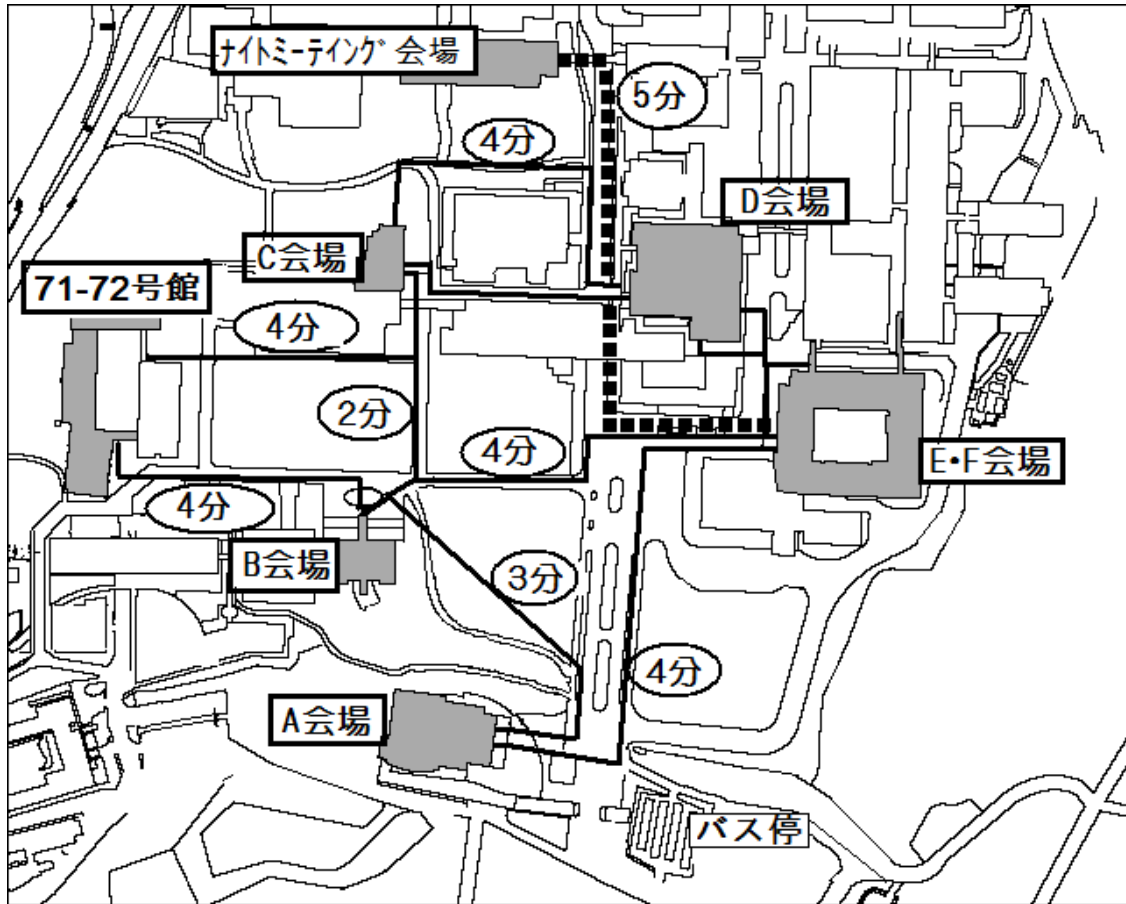 ナイトミーティング会場
5分
4分
D会場
C会場
71-72号館
4分
2分
4分
E・F会場
4分
B会場
3分
4分
A会場
バス停